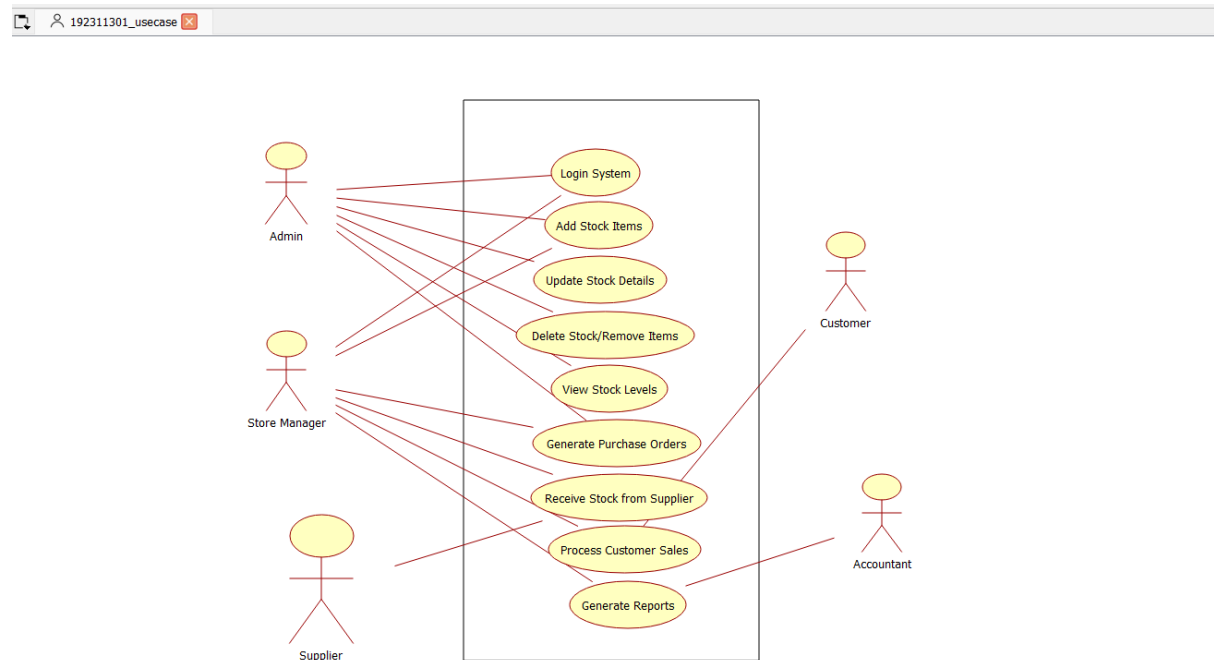 192311301_usecase
Login System
Add Stock Items
Admin
Update Stock Details
Customer
Delete Stock/Remove Items
View Stock Levels
Store Manager
Generate Purchase Orders
Receive Stock from Supplier
Process Customer Sales
Accountant
Generate Reports
Supplier